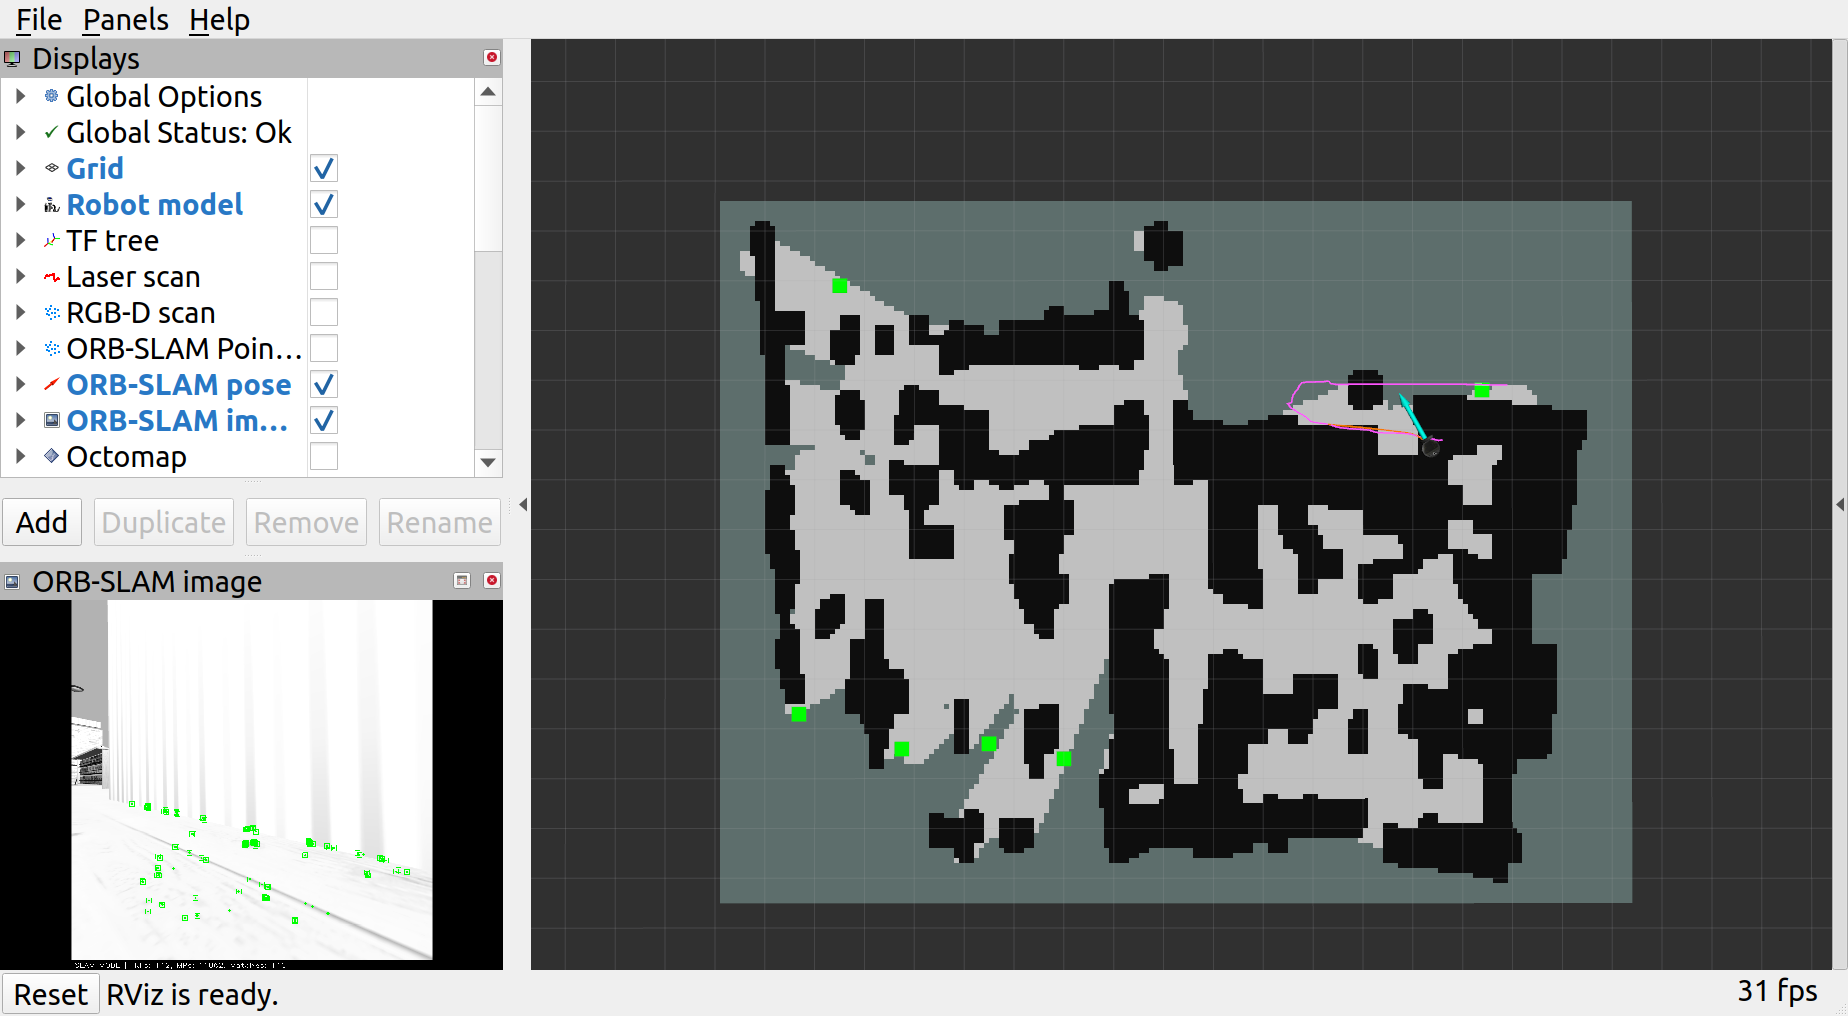 File Panels Help
Displays
Global Options
Global Status: Ok
Grid
Robot model
TF tree
Laser scan
RGB-D scan
ORB-SLAM Poin...
ORB-SLAM pose
ORB-SLAM im...
Octomap
Add Duplicate Remove Rename
ORB-SLAM image
SLAM MODE |
Reset RViz is ready.
31 fps